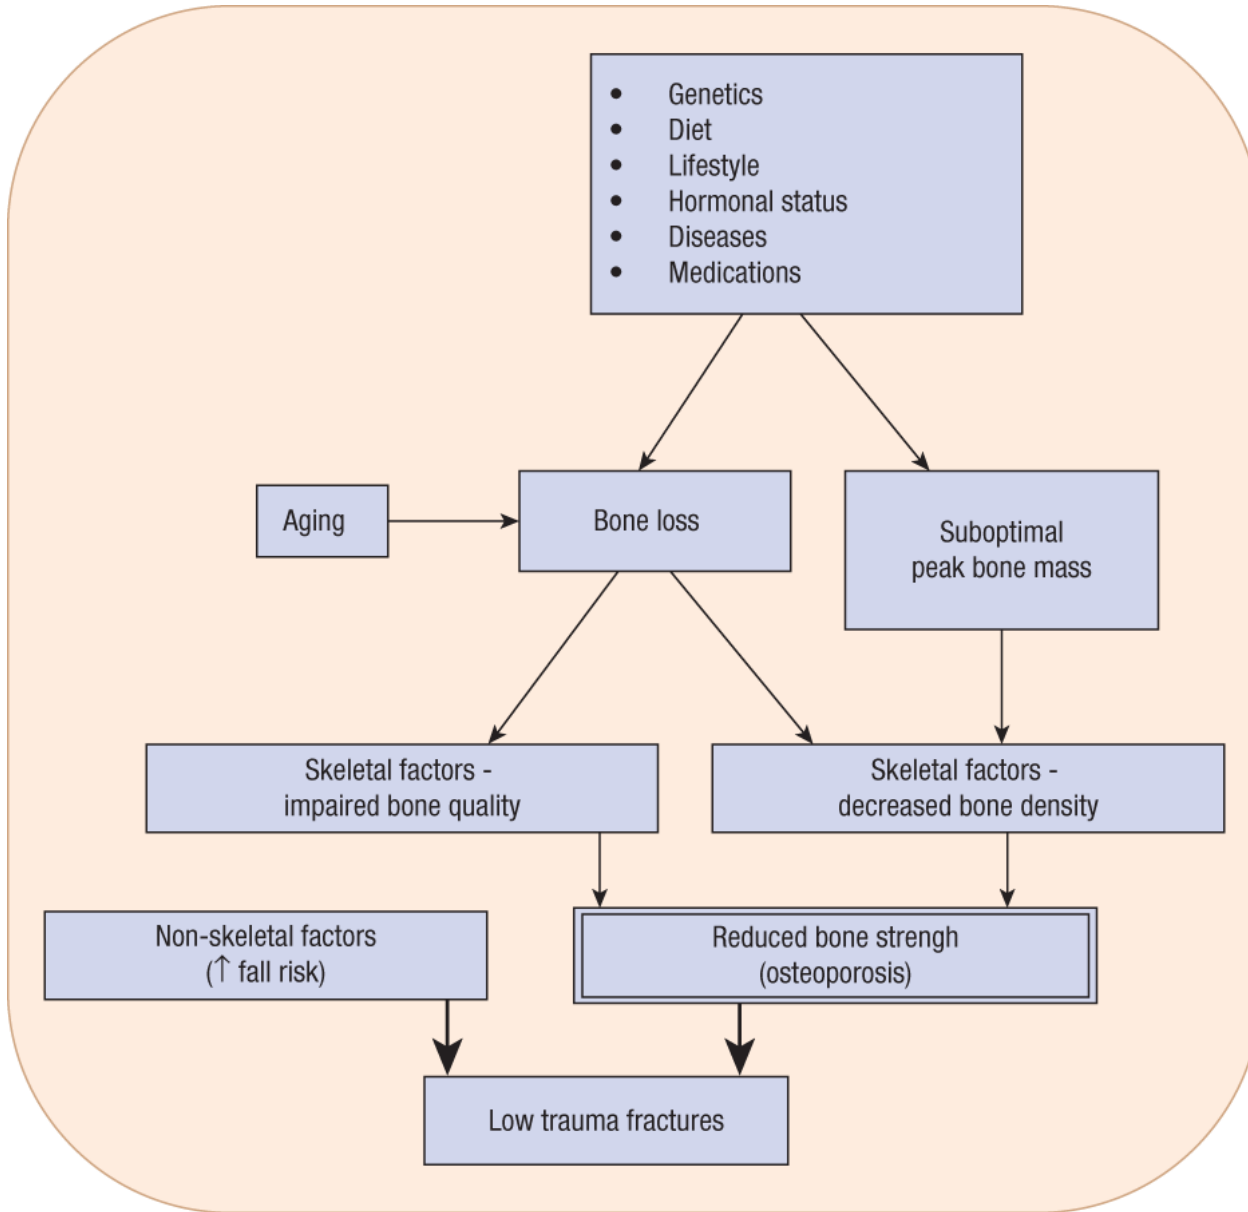 • Genetics
• Diet
• Lifestyle
• Hormonal status
• Diseases
• Medications
Aging
Bone loss
Suboptimal
peak bone mass
Skeletal factors -
impaired bone quality
Skeletal factors -
decreased bone density
Non-skeletal factors
(↑ fall risk)
Reduced bone strengh
(osteoporosis)
Low trauma fractures